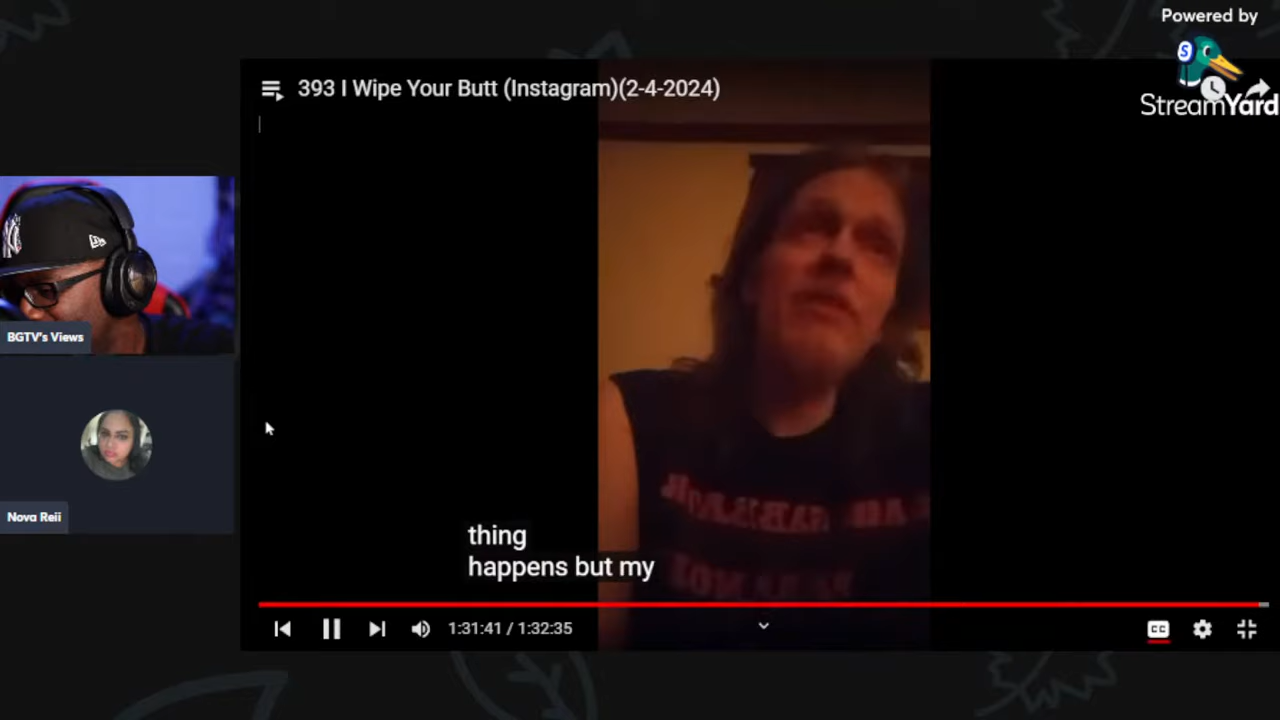 Powered by
S
StreamYard
393 I Wipe Your Butt (Instagram)(2-4-2024)
BGTV's Views
Nova Reii
thing
happens but my
1:31:41 / 1:32:35
CC